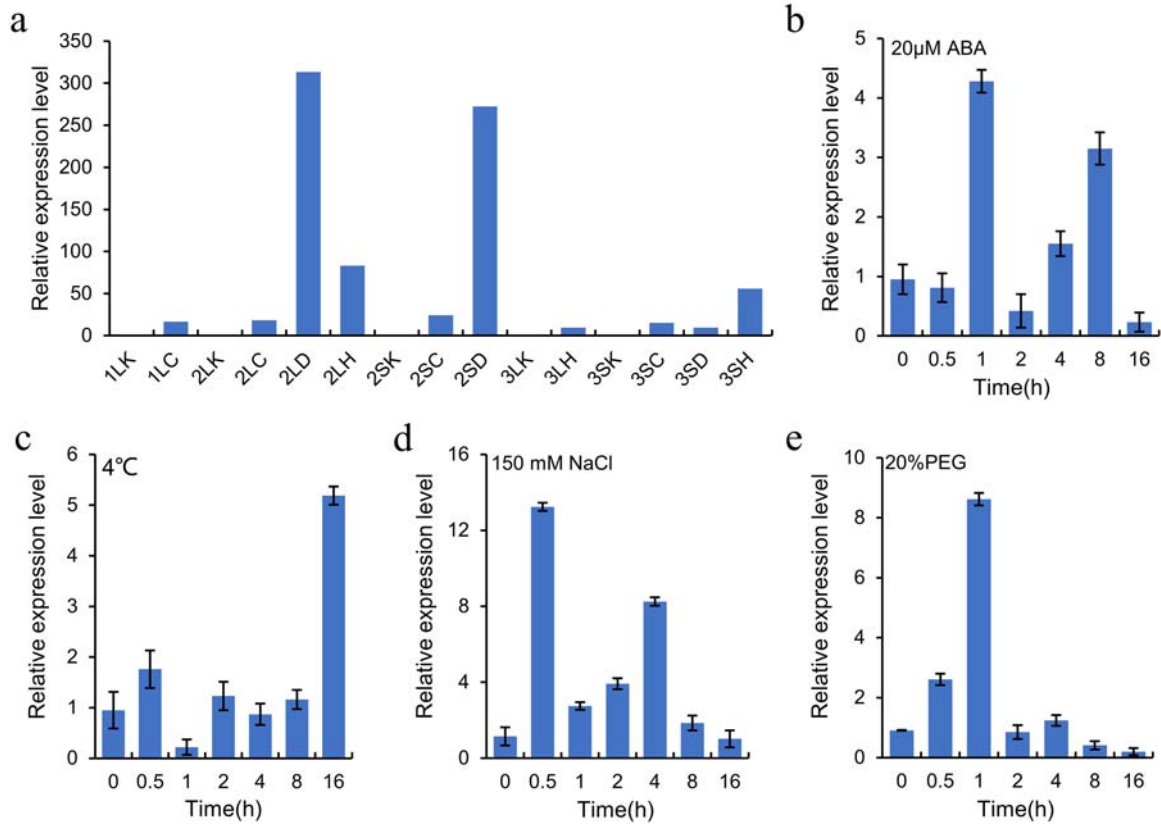 a
Relative expression level
350
300
250
200
150
100
50
0
1LK 1LC 2LK 2LC 2LD 2LH 2SK 2SC 2SD 3LK 3LH 3SK 3SC 3SD 3SH
b
20μM ABA
Relative expression level
5
4
3
2
1
0
0 0.5 1 2 4 8 16
Time(h)
c
4℃
Relative expression level
6
5
4
3
2
1
0
0 0.5 1 2 4 8 16
Time(h)
d
150 mM NaCl
Relative expression level
16
12
8
4
0
0 0.5 1 2 4 8 16
Time(h)
e
20%PEG
Relative expression level
10
8
6
4
2
0
0 0.5 1 2 4 8 16
Time(h)